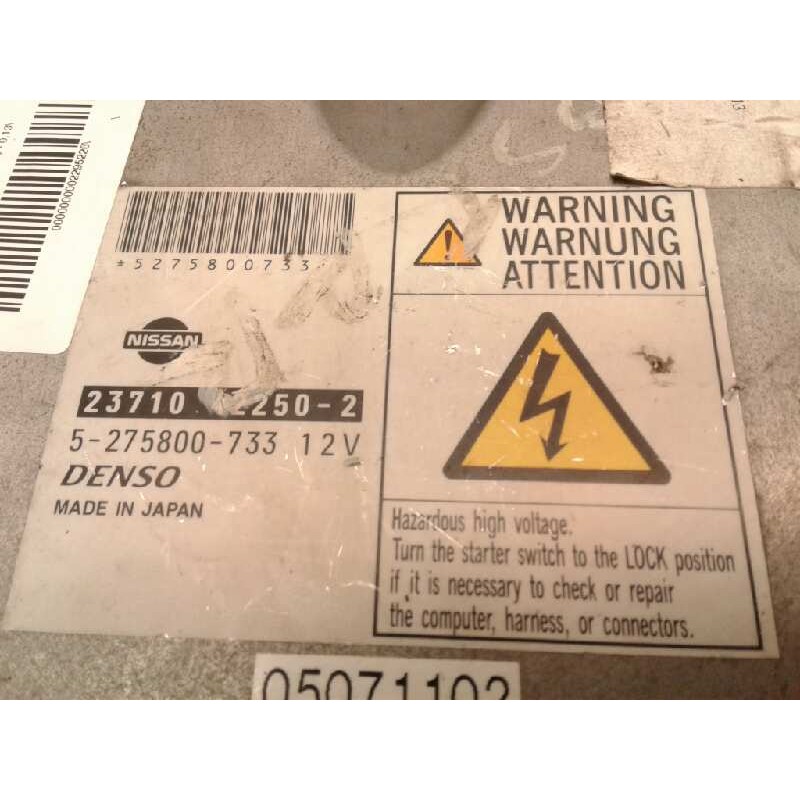 000000000022952201
*5275800733
WARNING
WARNUNG
ATTENTION
NISSAN
23710 2250-2
5-275800-733 12V
DENSO
MADE IN JAPAN
Hazardous high voltage.
Turn the starter switch to the LOCK position
if it is necessary to check or repair
the computer, harness, or connectors.
05071102